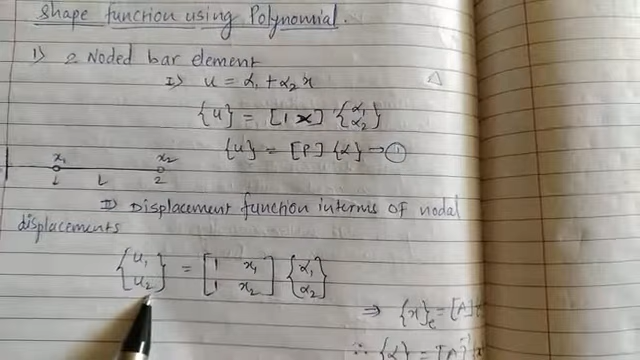 Shape function using Polynomial.
1) 2 Noded bar element
I) u = α₁ + α₂x
{u} = [1 x] {α₁ α₂}
{u} = [P] {α} → ①
x₁ x₂
1 L 2
II) Displacement function interms OF nodal
displacements
{u₁ u₂} = [1 x₁ 1 x₂] {α₁ α₂}
⇒ {x}e = [A]
∴ {α} = [A]⁻¹